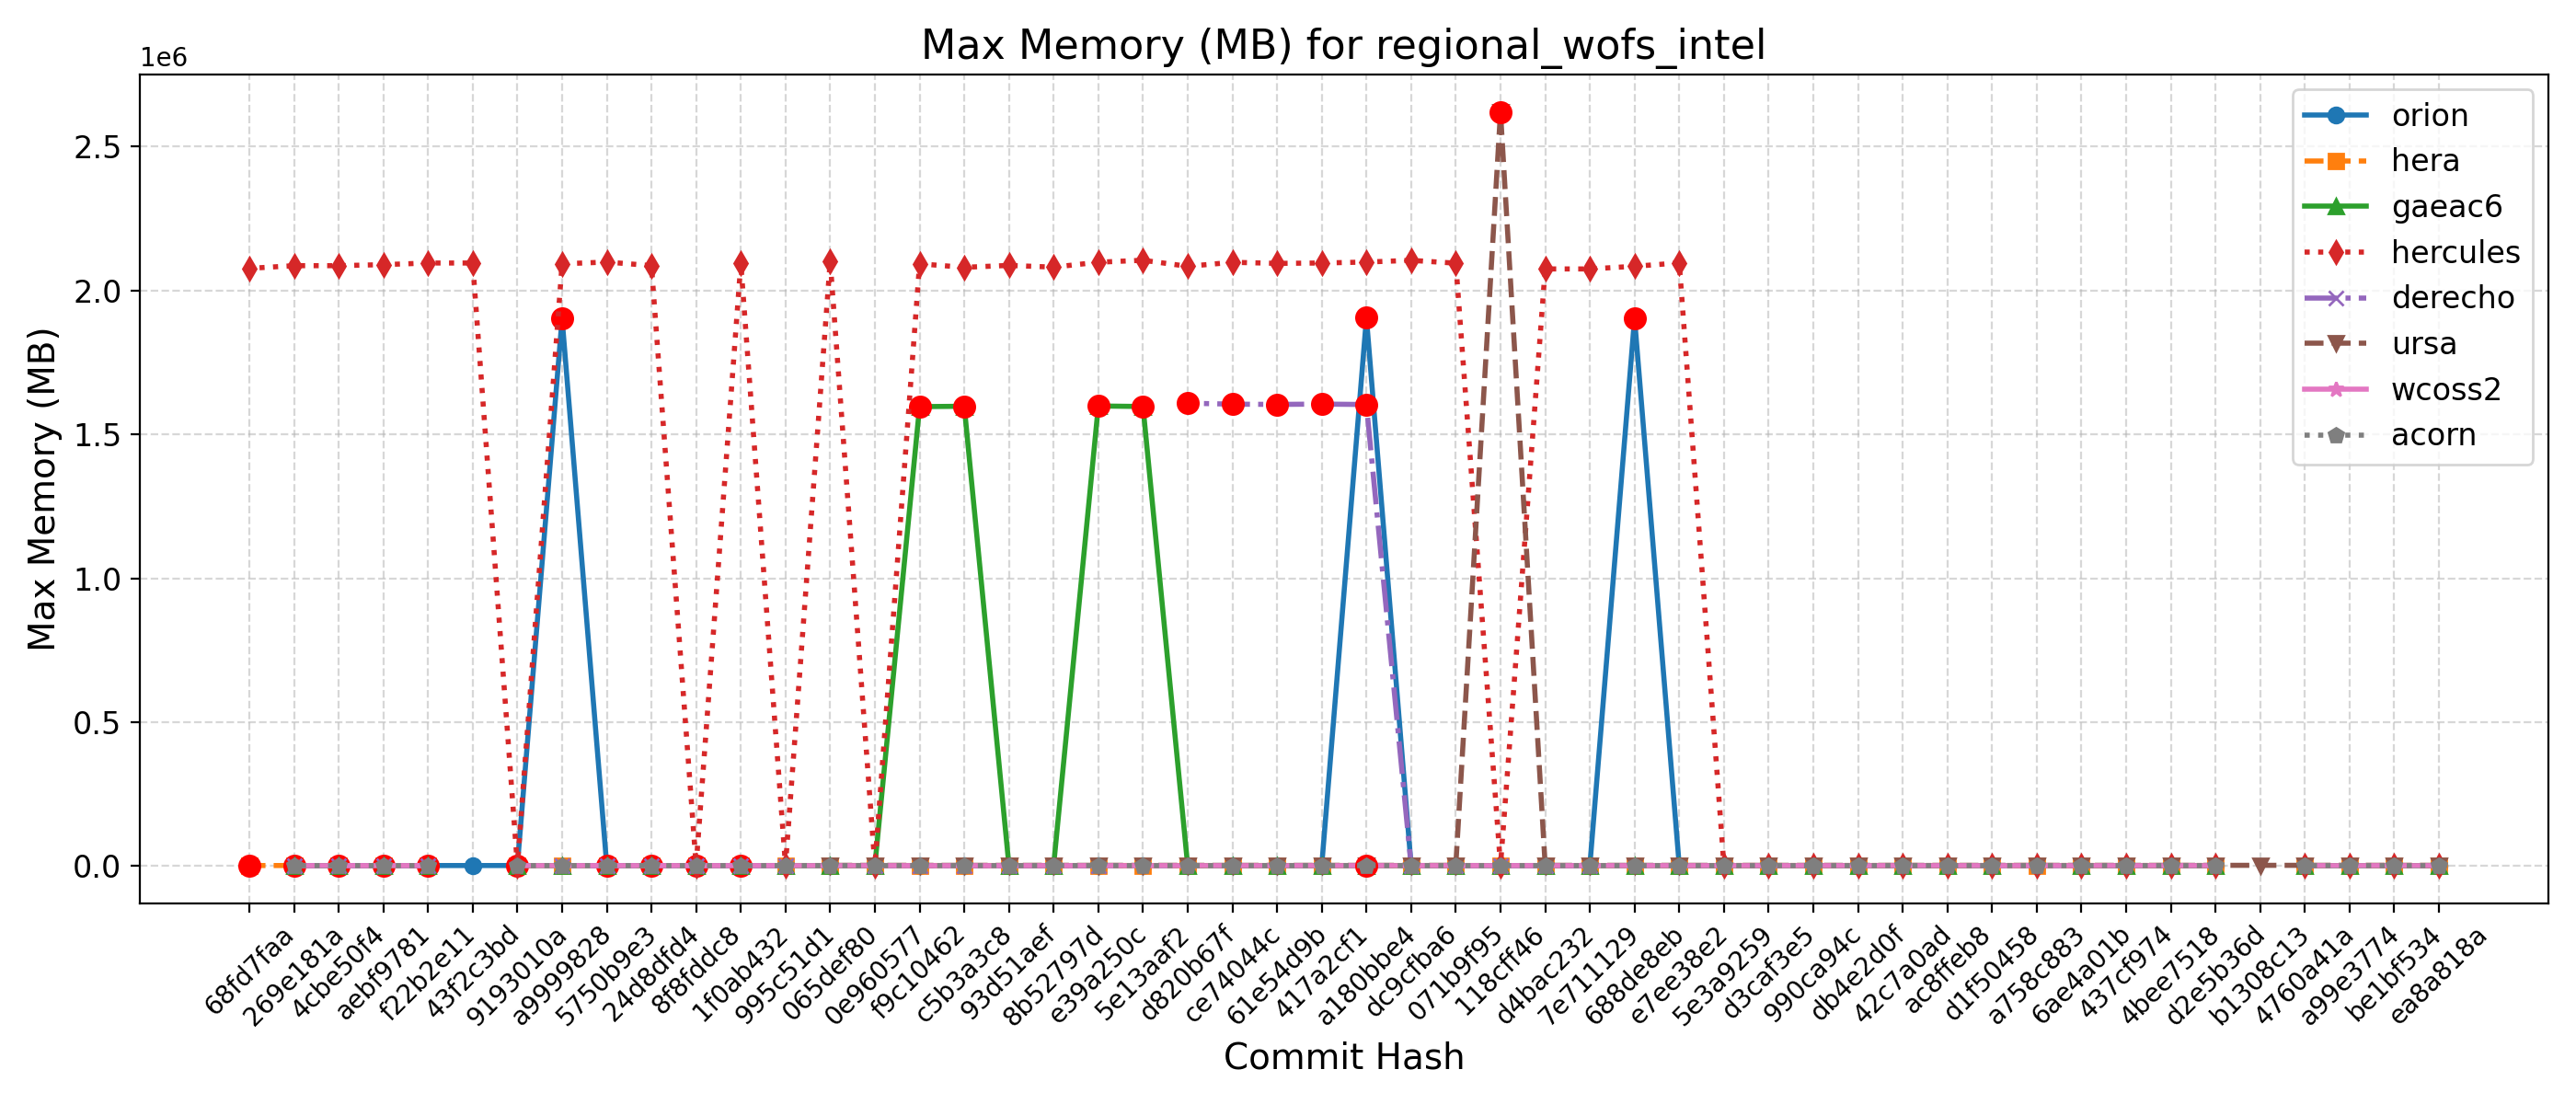 Max Memory (MB) for regional_wofs_intel
1e6
2.5
2.0
1.5
1.0
0.5
0.0
Max Memory (MB)
orion
hera
gaeac6
hercules
derecho
ursa
wcoss2
acorn
68fd7faa
269e181a
4cbe50f4
aebf9781
f22b2e11
43f2c3bd
9193010a
a9999828
5750b9e3
24d8dfd4
8f8fddc8
1f0ab432
995c51d1
065def80
0e960577
f9c10462
c5b3a3c8
93d51aef
8b52797d
e39a250c
5e13aaf2
d820b67f
ce74044c
61e54d9b
417a2cf1
a180bbe4
dc9cfba6
071b9f95
118cff46
d4bac232
7e711129
688de8eb
e7ee38e2
5e3a9259
d3caf3e5
990ca94c
db4e2d0f
42c7a0ad
ac8ffeb8
d1f50458
a758c883
6ae4a01b
437cf974
4bee7518
d2e5b36d
b1308c13
4760a41a
a99e3774
be1bf534
ea8a818a
Commit Hash